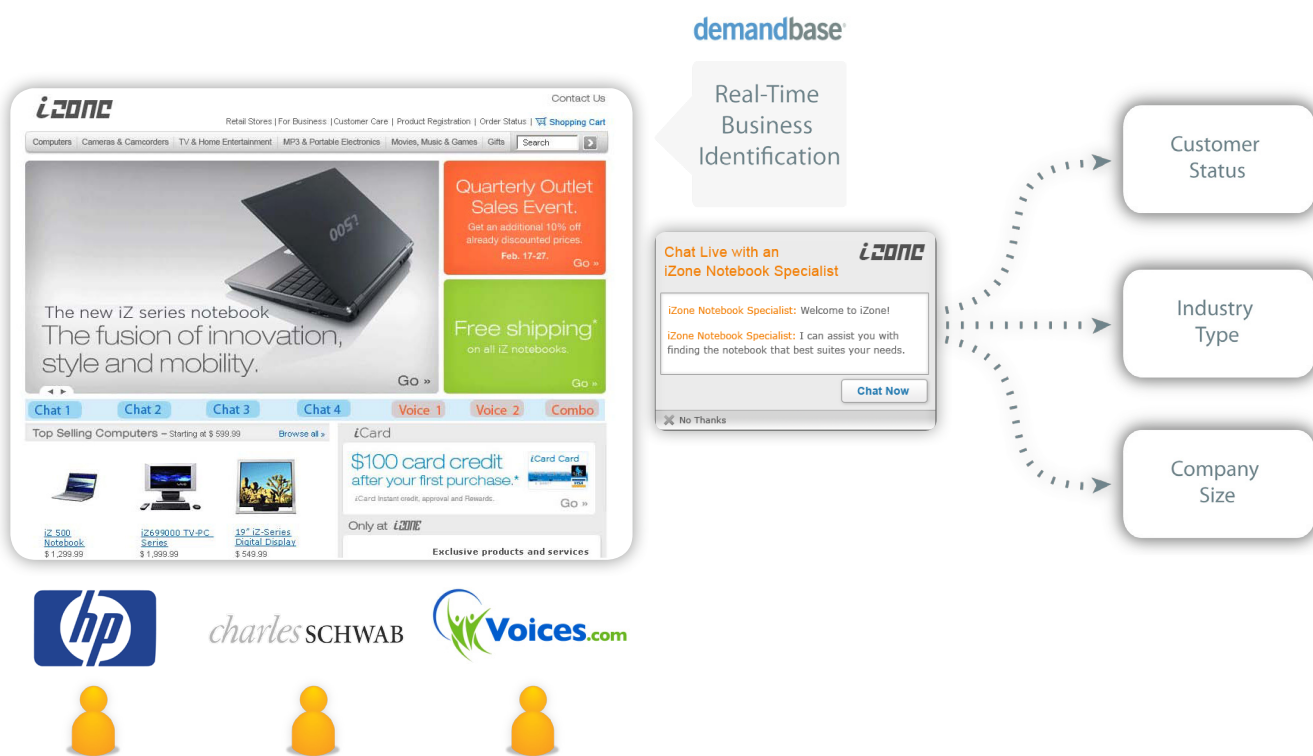 demandbase
Real-Time
Business
Identification
iZONE
Contact Us
Retail Stores | For Business | Customer Care | Product Registration | Order Status | Shopping Cart
Computers Cameras & Camcorders TV & Home Entertainment MP3 & Portable Electronics Movies, Music & Games Gifts Search
The new iZ series notebook
The fusion of innovation,
style and mobility.
Go »
Quarterly Outlet
Sales Event.
Get an additional 10% off
already discounted prices.
Feb. 17-27.
Go »
Free shipping*
on all iZ notebooks.
Go »
Chat 1 Chat 2 Chat 3 Chat 4 Voice 1 Voice 2 Combo
Top Selling Computers – Starting at $ 599.99 Browse all »
iZ 500
Notebook
$ 1,299.99
iZ699000 TV-PC
Series
$ 1,999.99
19" iZ-Series
Digital Display
$ 549.99
iCard
$100 card credit
after your first purchase.*
iCard Instant credit, approval and Rewards.
iCard Card
Go »
Only at iZONE
Exclusive products and services
Chat Live with an
iZone Notebook Specialist
iZONE
iZone Notebook Specialist: Welcome to iZone!
iZone Notebook Specialist: I can assist you with
finding the notebook that best suites your needs.
Chat Now
No Thanks
Customer
Status
Industry
Type
Company
Size
hp
charles SCHWAB
Voices.com